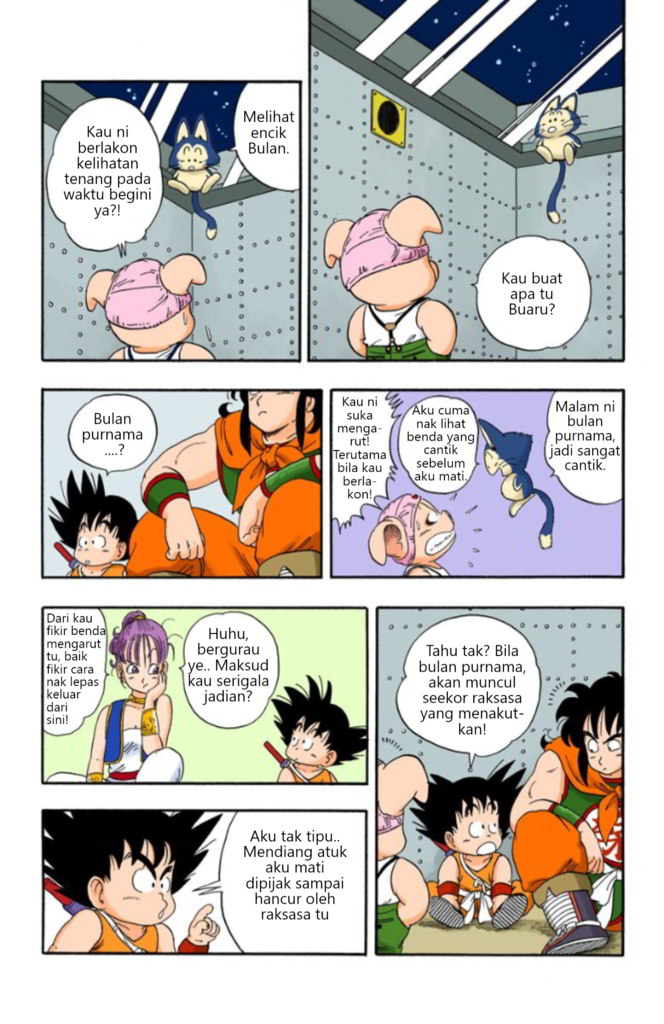 Kau buat
apa tu
Buaru?
Melihat
encik
Bulan.
Kau ni
berlakon
kelihatan
tenang pada
waktu begini
ya?!
Malam ni
bulan
purnama,
jadi sangat
cantik.
Aku cuma
nak lihat
benda yang
cantik
sebelum
aku mati.
Kau ni
suka
menga-
rut!
Terutama
bila kau
berla-
kon!
Bulan
purnama
....?
Tahu tak? Bila
bulan purnama,
akan muncul
seekor raksasa
yang menakut-
kan!
Huhu,
bergurau
ye.. Maksud
kau serigala
jadian?
Dari kau
fikir benda
mengarut
tu, baik
fikir cara
nak lepas
keluar
dari
sini!
Aku tak tipu..
Mendiang atuk
aku mati
dipijak sampai
hancur oleh
raksasa tu